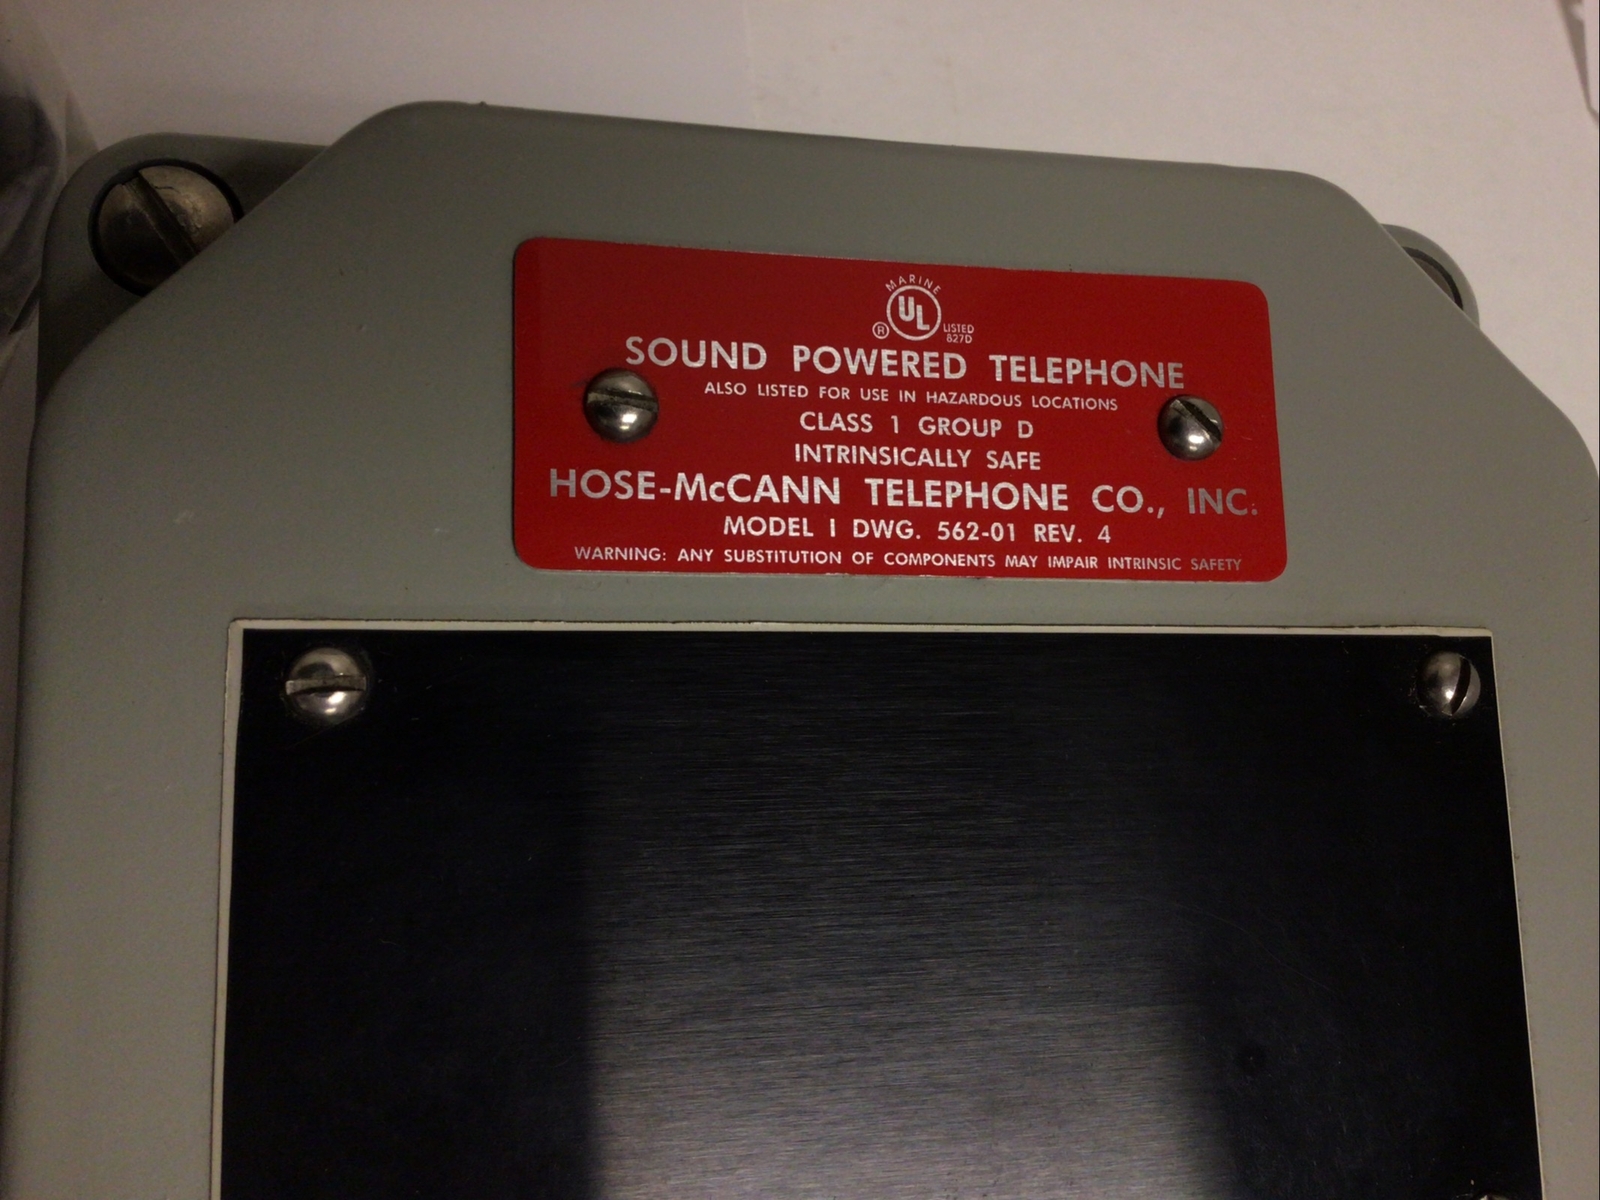 MARINE
UL
® LISTED
827D
SOUND POWERED TELEPHONE
ALSO LISTED FOR USE IN HAZARDOUS LOCATIONS
CLASS 1 GROUP D
INTRINSICALLY SAFE
HOSE-McCANN TELEPHONE CO., INC.
MODEL I DWG. 562-01 REV. 4
WARNING: ANY SUBSTITUTION OF COMPONENTS MAY IMPAIR INTRINSIC SAFETY